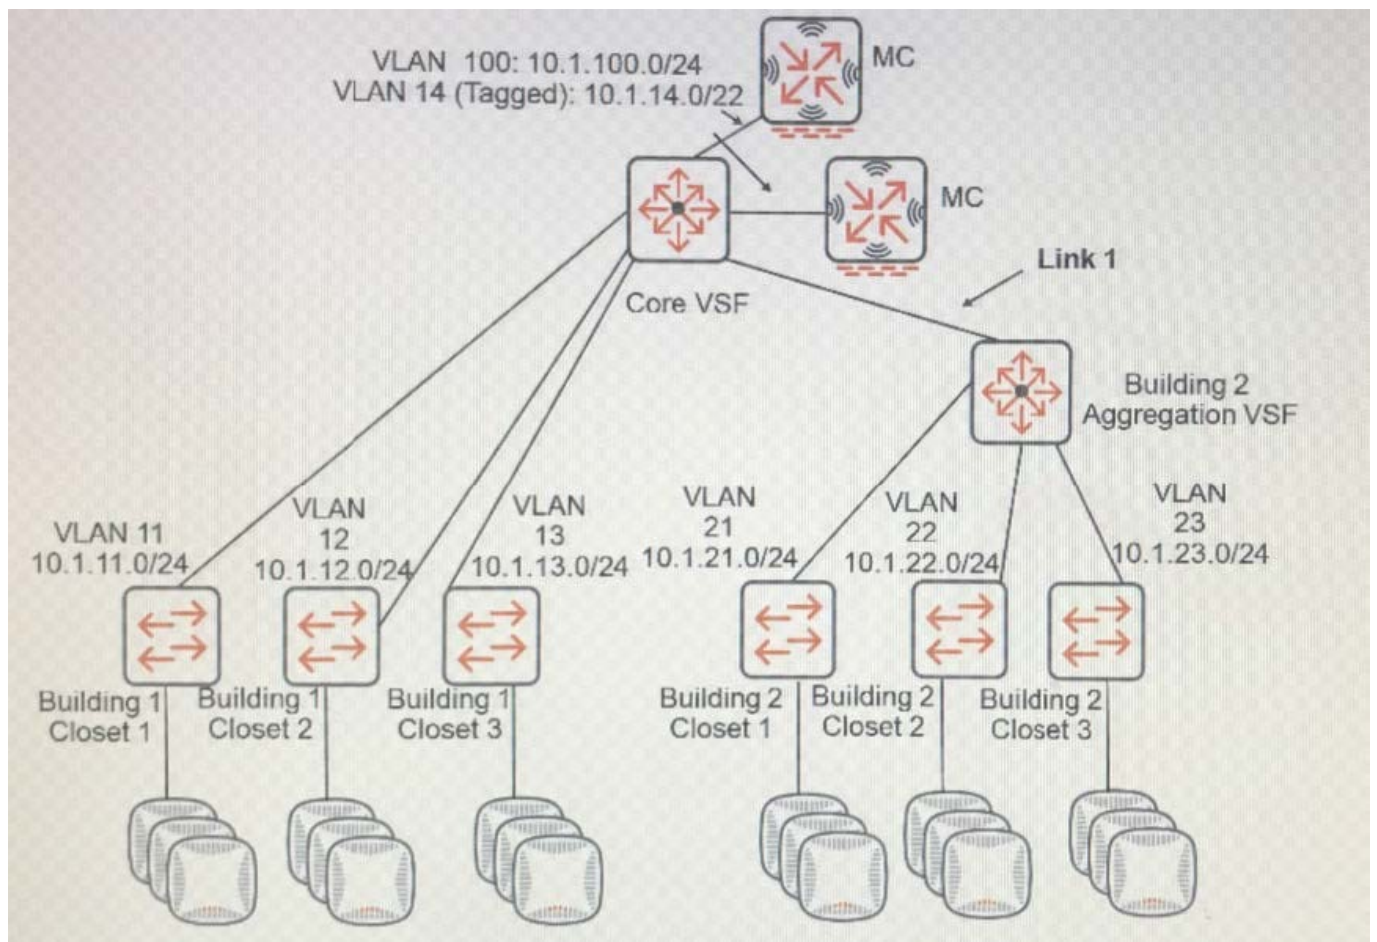 VLAN 100: 10.1.100.0/24
VLAN 14 (Tagged): 10.1.14.0/22
MC
MC
Link 1
Core VSF
Building 2
Aggregation VSF
VLAN 11
10.1.11.0/24
VLAN
12
10.1.12.0/24
VLAN
13
10.1.13.0/24
VLAN
21
10.1.21.0/24
VLAN
22
10.1.22.0/24
VLAN
23
10.1.23.0/24
Building 1
Closet 1
Building 1
Closet 2
Building 1
Closet 3
Building 2
Closet 1
Building 2
Closet 2
Building 2
Closet 3